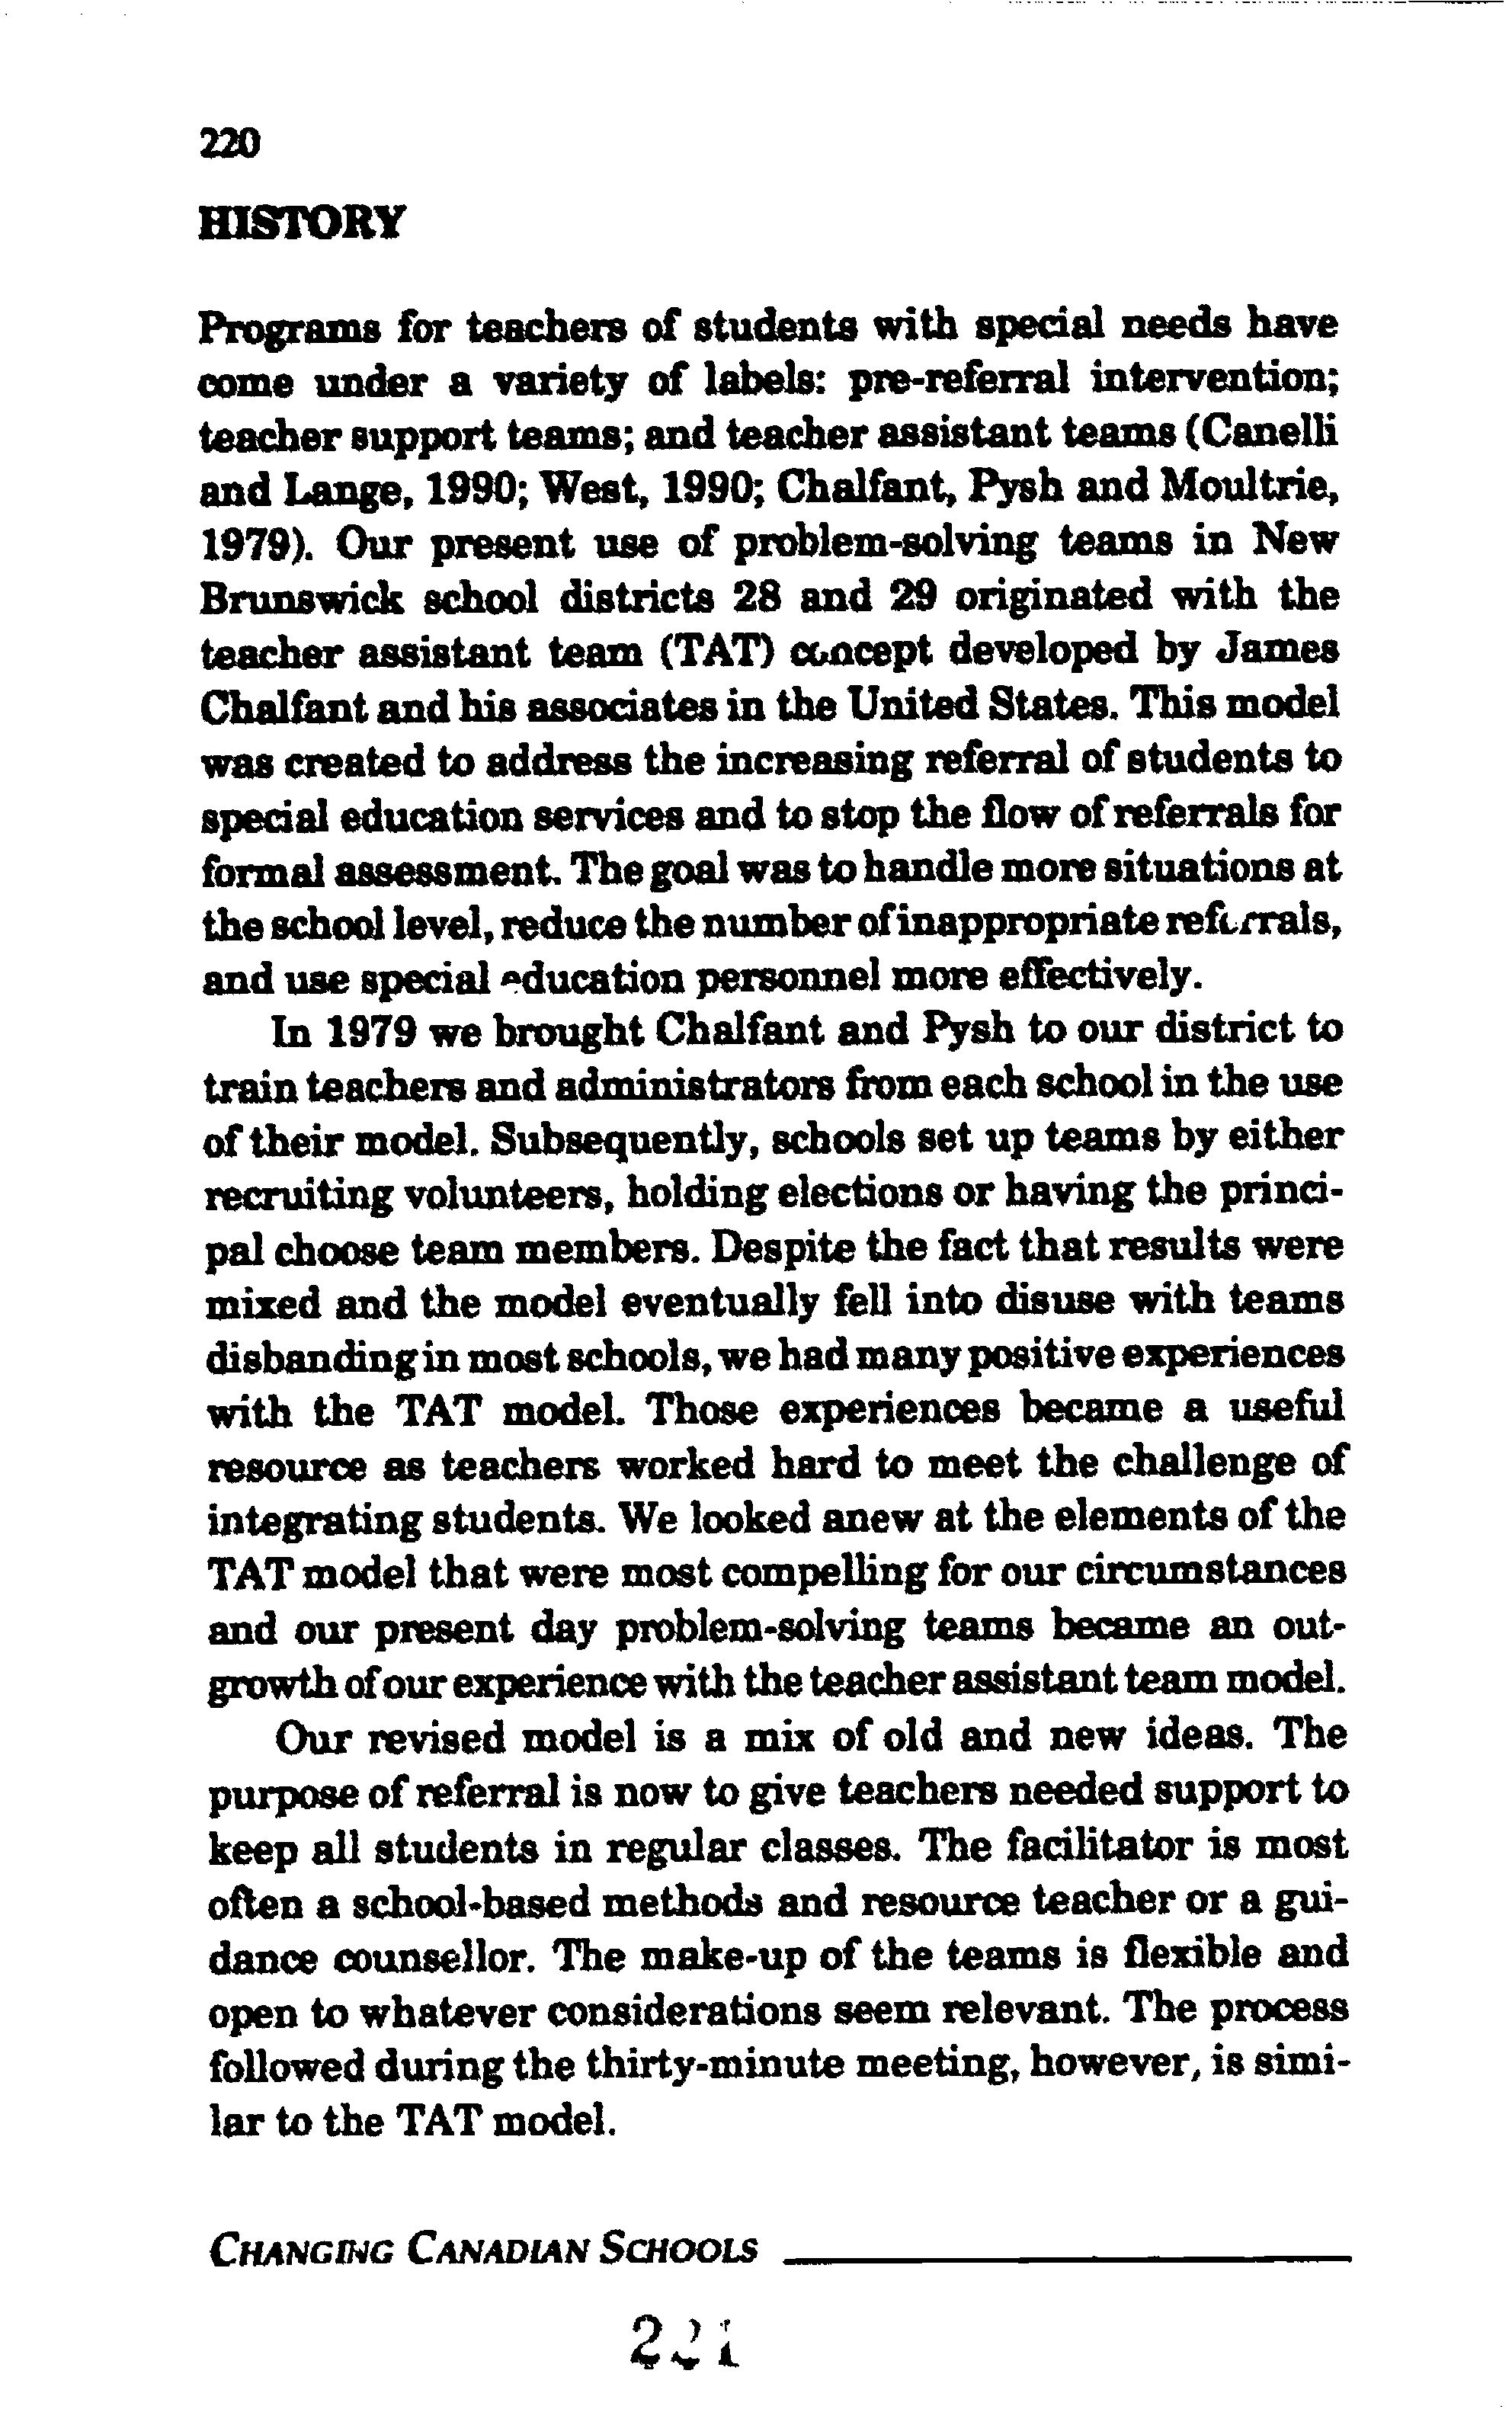 220
HISTORY
Programs for teachers of students with special needs have
come under a variety of labels: pre-referral intervention;
teacher support teams; and teacher assistant teams (Canelli
and Lange, 1990; West, 1990; Chalfant, Pysh and Moultrie,
1979). Our present use of problem-solving teams in New
Brunswick school districts 28 and 29 originated with the
teacher assistant team (TAT) concept developed by James
Chalfant and his associates in the United States. This model
was created to address the increasing referral of students to
special education services and to stop the flow of referrals for
formal assessment. The goal was to handle more situations at
the school level, reduce the number of inappropriate referrals,
and use special education personnel more effectively.
In 1979 we brought Chalfant and Pysh to our district to
train teachers and administrators from each school in the use
of their model. Subsequently, schools set up teams by either
recruiting volunteers, holding elections or having the princi-
pal choose team members. Despite the fact that results were
mixed and the model eventually fell into disuse with teams
disbanding in most schools, we had many positive experiences
with the TAT model. Those experiences became a useful
resource as teachers worked hard to meet the challenge of
integrating students. We looked anew at the elements of the
TAT model that were most compelling for our circumstances
and our present day problem-solving teams became an out-
growth of our experience with the teacher assistant team model.
Our revised model is a mix of old and new ideas. The
purpose of referral is now to give teachers needed support to
keep all students in regular classes. The facilitator is most
often a school-based methods and resource teacher or a gui-
dance counsellor. The make-up of the teams is flexible and
open to whatever considerations seem relevant. The process
followed during the thirty-minute meeting, however, is simi-
lar to the TAT model.
CHANGING CANADIAN SCHOOLS
221